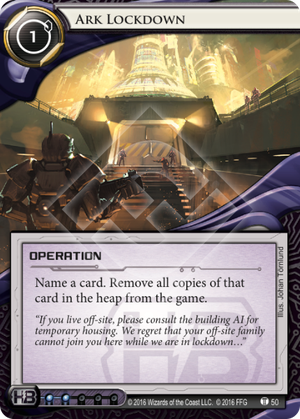 1
Ark Lockdown
OPERATION
Name a card. Remove all copies of that
card in the heap from the game.
"If you live off-site, please consult the building AI for
temporary housing. We regret that your off-site family
cannot join you here while we are in lockdown…"
Illus. Johan Törnlund
HB
HB
© 2016 Wizards of the Coast LLC. © 2016 FFG
50